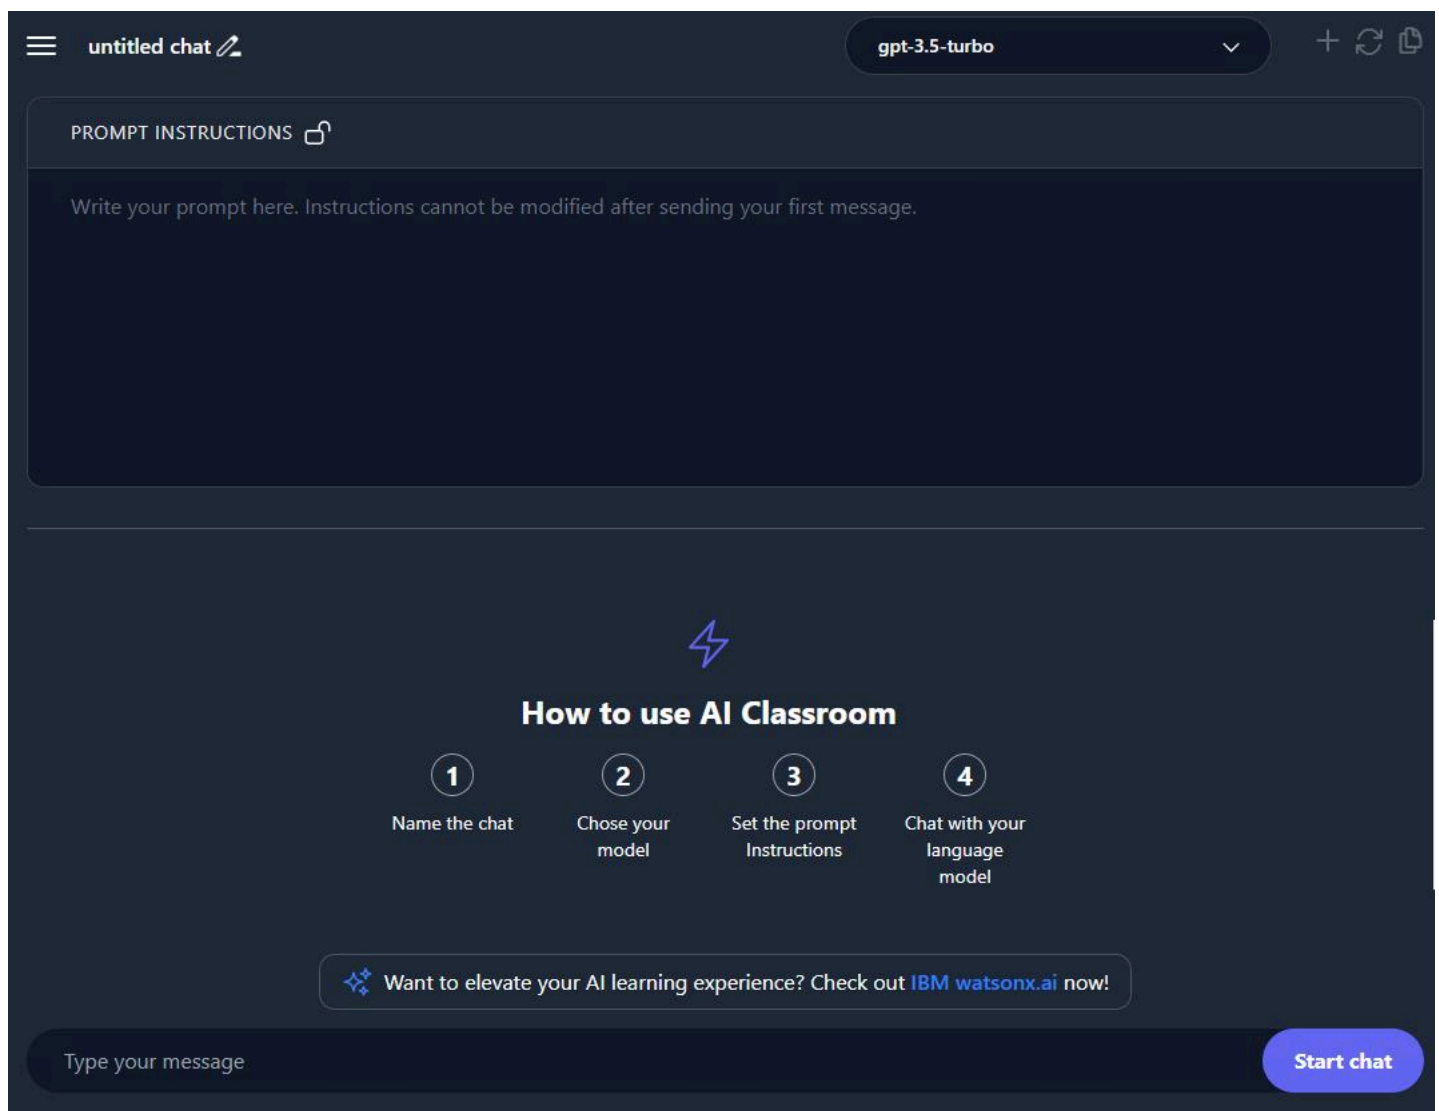 untitled chat
gpt-3.5-turbo
PROMPT INSTRUCTIONS
Write your prompt here. Instructions cannot be modified after sending your first message.
How to use AI Classroom
1
Name the chat
2
Chose your
model
3
Set the prompt
Instructions
4
Chat with your
language
model
Want to elevate your AI learning experience? Check out IBM watsonx.ai now!
Type your message
Start chat